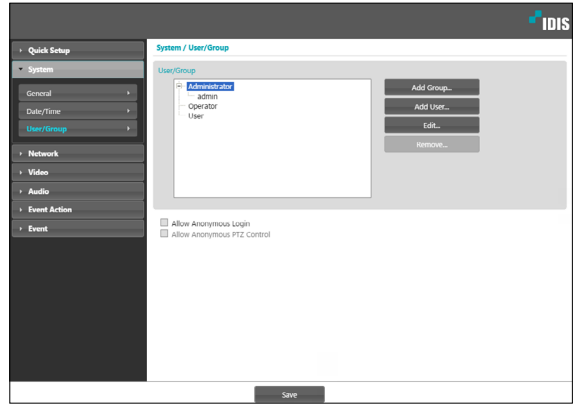 IDIS
Quick Setup
System
General
Date/Time
User/Group
Network
Video
Audio
Event Action
Event
System / User/Group
User/Group
Administrator
admin
Operator
User
Add Group...
Add User...
Edit...
Remove...
Allow Anonymous Login
Allow Anonymous PTZ Control
Save